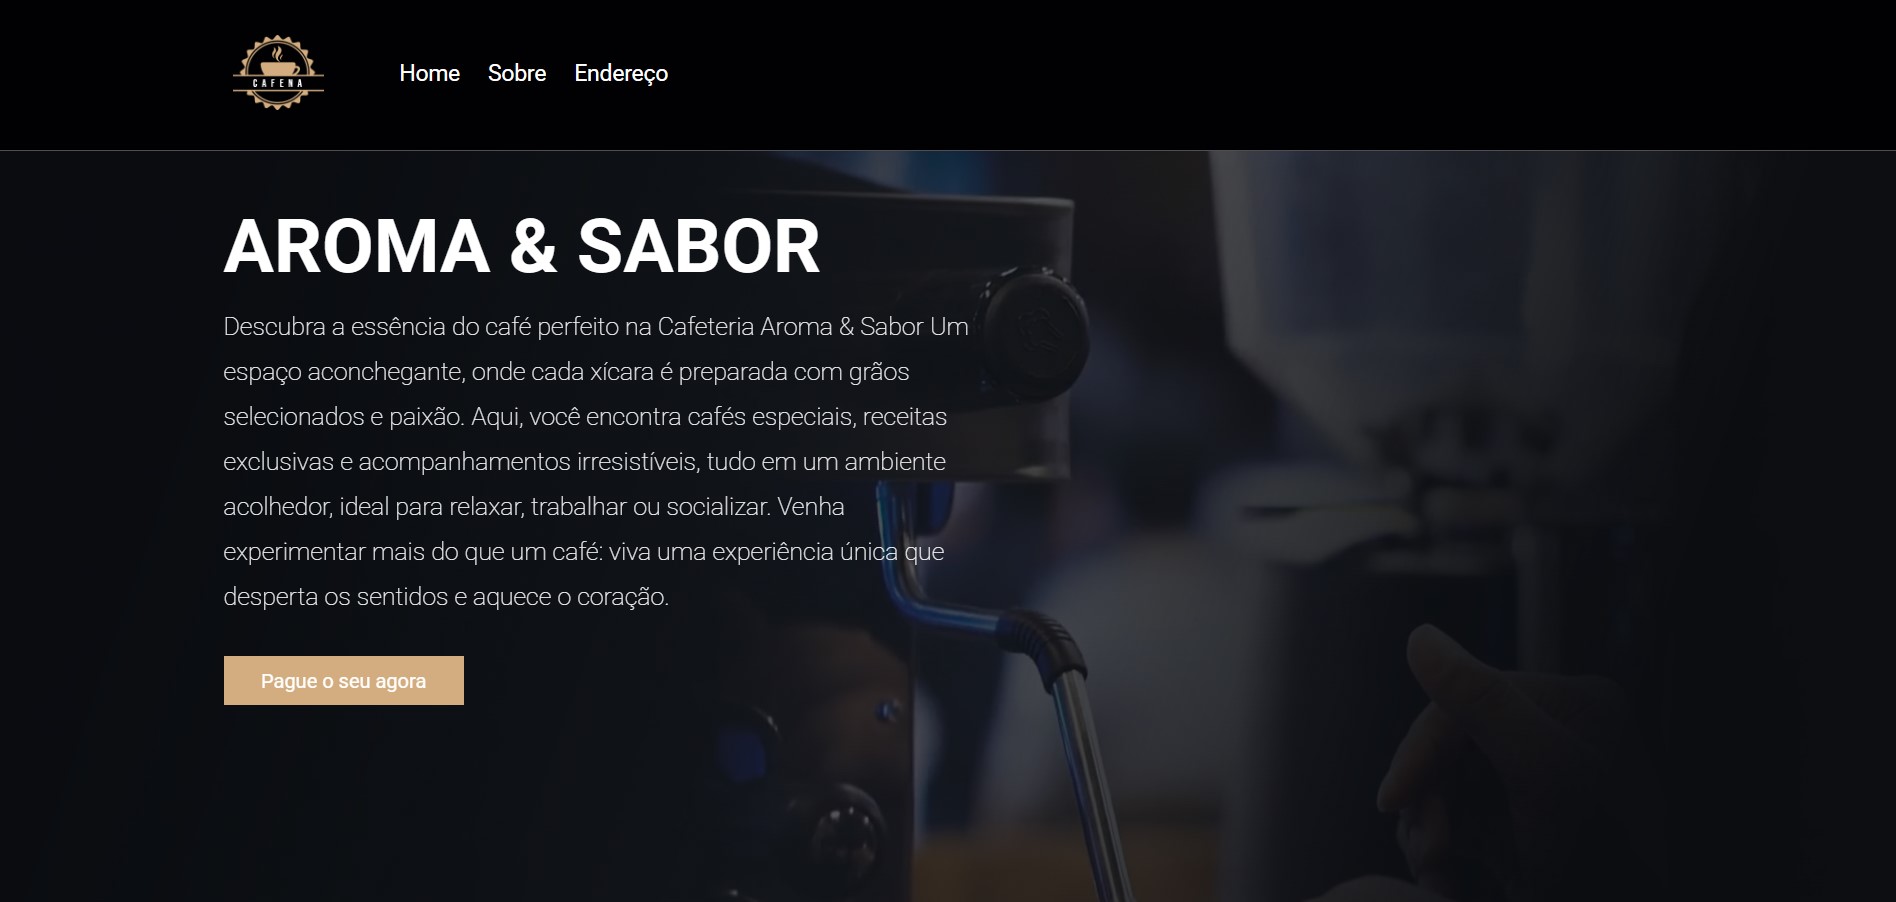 CAFENA
Home Sobre Endereço
AROMA & SABOR
Descubra a essência do café perfeito na Cafeteria Aroma & Sabor Um
espaço aconchegante, onde cada xícara é preparada com grãos
selecionados e paixão. Aqui, você encontra cafés especiais, receitas
exclusivas e acompanhamentos irresistíveis, tudo em um ambiente
acolhedor, ideal para relaxar, trabalhar ou socializar. Venha
experimentar mais do que um café: viva uma experiência única que
desperta os sentidos e aquece o coração.
Pague o seu agora